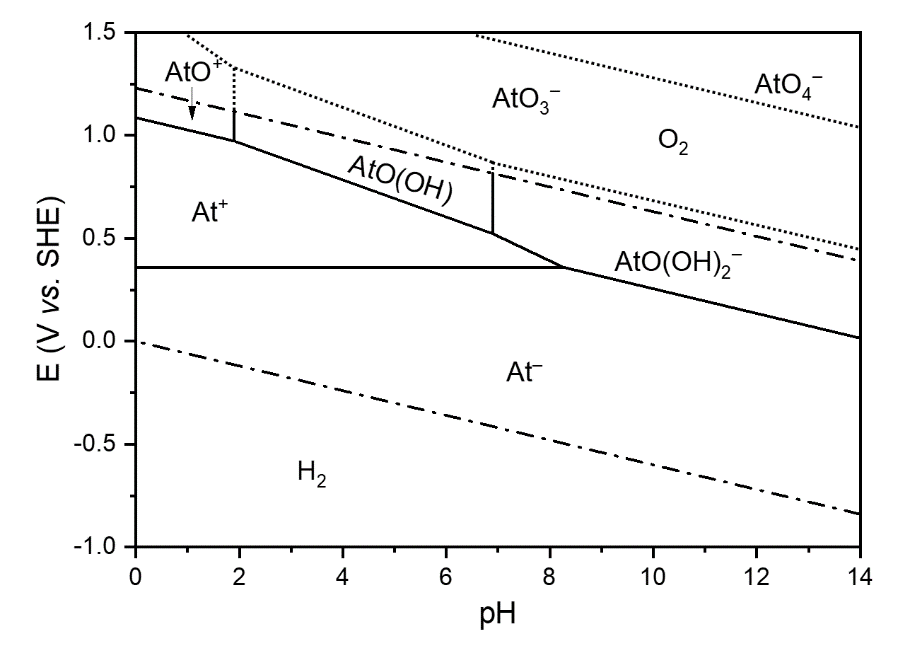 1.5
1.0
0.5
0.0
-0.5
-1.0
E (V vs. SHE)
AtO⁺
AtO₃⁻
AtO₄⁻
O₂
AtO(OH)
At⁺
AtO(OH)₂⁻
At⁻
H₂
0 2 4 6 8 10 12 14
pH